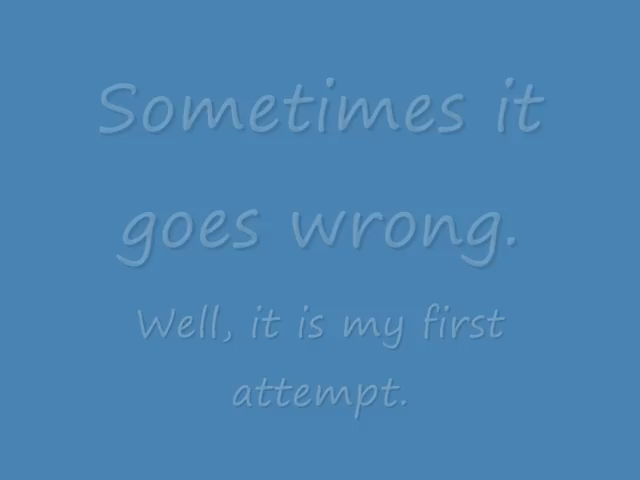 Sometimes it
goes wrong.
Well, it is my first
attempt.